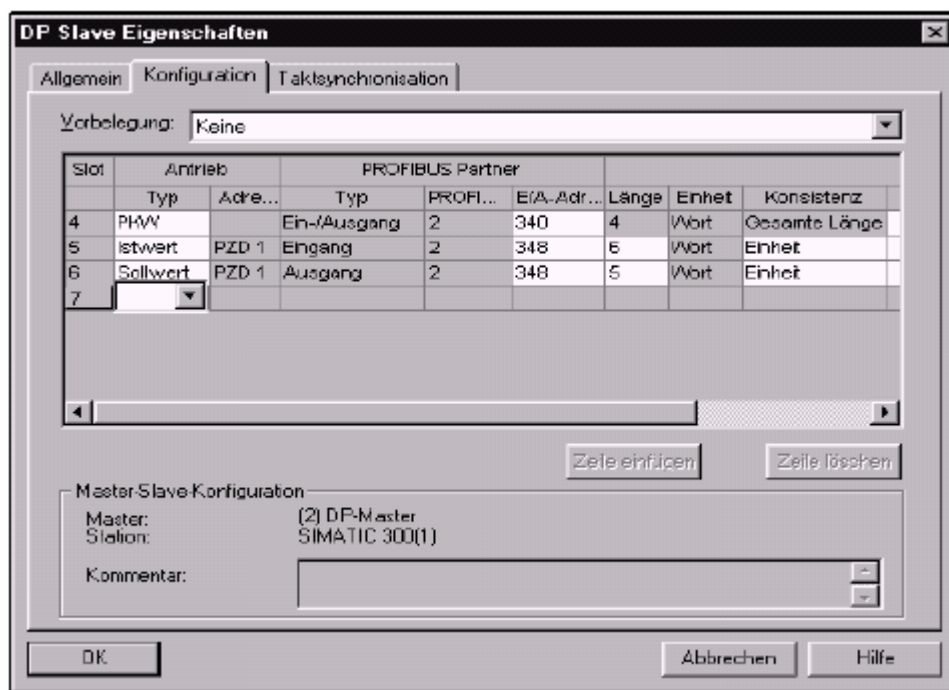 DP Slave Eigenschaften
Allgemein Konfiguration Taktsynchronisation
Vorbelegung: Keine
Slot Antrieb PROFIBUS Partner
Typ Adre... Typ PROFI... E/A-Adr... Länge Einheit Konsistenz
4 PKW Ein-/Ausgang 2 340 4 Wort Gesamte Länge
5 Istwert PZD 1 Eingang 2 348 6 Wort Einheit
6 Sollwert PZD 1 Ausgang 2 348 5 Wort Einheit
7
Zeile einfügen Zeile löschen
Master-Slave-Konfiguration
Master: (2) DP-Master
Station: SIMATIC 300(1)
Kommentar:
OK Abbrechen Hilfe